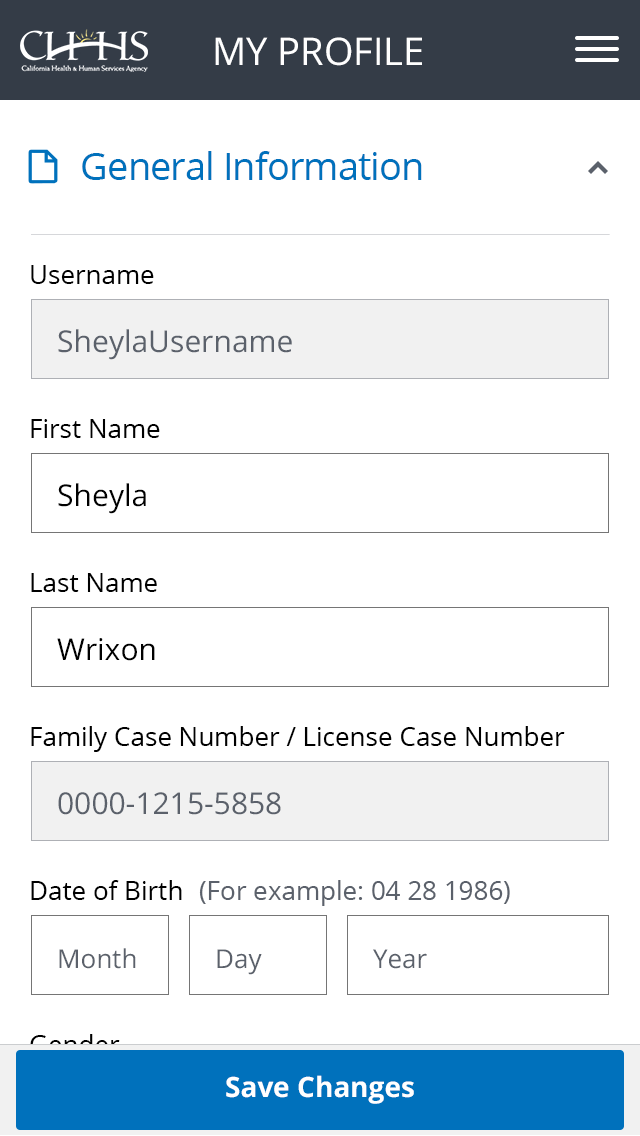 CHHS
California Health & Human Services Agency
MY PROFILE
General Information
Username
SheylaUsername
First Name
Sheyla
Last Name
Wrixon
Family Case Number / License Case Number
0000-1215-5858
Date of Birth (For example: 04 28 1986)
Month Day Year
Gender
Save Changes